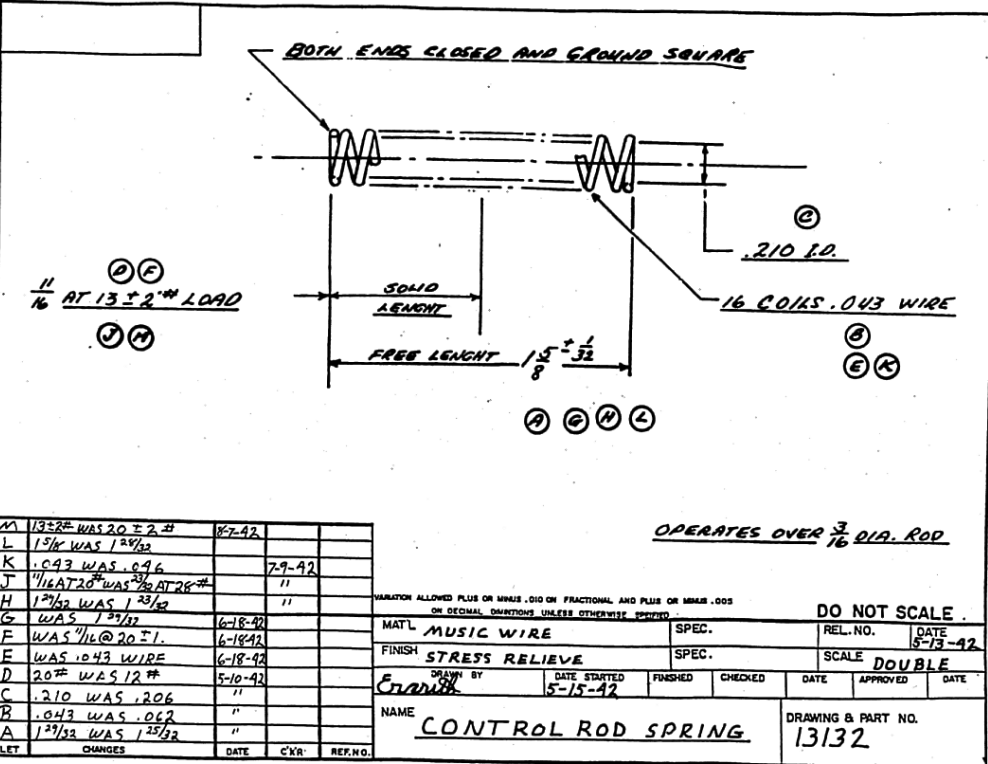 BOTH ENDS CLOSED AND GROUND SQUARE
C
.210 I.D.
D F
11/16 AT 13 ± 2 # LOAD
J M
SOLID
LENGHT
16 COILS .043 WIRE
B
E K
FREE LENGHT 1 5/8 ± 1/32
A G H L
OPERATES OVER 3/16 DIA. ROD
M 13±2# WAS 20 ± 2 # 8-7-42
L 1 5/8 WAS 1 28/32
K .043 WAS .046 7-9-42
J 11/16 AT 20# WAS 23/32 AT 28# "
H 1 29/32 WAS 1 23/32 "
G WAS 1 29/32 6-18-42
F WAS 11/16 @ 20 ± 1. 6-18-42
E WAS .043 WIRE 6-18-42
D 20# WAS 12# 5-10-42
C .210 WAS .206 "
B .043 WAS .062 "
A 1 29/32 WAS 1 25/32 "
LET CHANGES DATE C'K'R REF.NO.
VARIATION ALLOWED PLUS OR MINUS .010 ON FRACTIONAL AND PLUS OR MINUS .005
ON DECIMAL DIMENTIONS UNLESS OTHERWISE SPECIFIED
DO NOT SCALE.
MAT'L MUSIC WIRE SPEC. REL. NO. DATE 5-13-42
FINISH STRESS RELIEVE SPEC. SCALE DOUBLE
DRAWN BY DATE STARTED 5-15-42 FINISHED CHECKED DATE APPROVED DATE
NAME CONTROL ROD SPRING DRAWING & PART NO. 13132